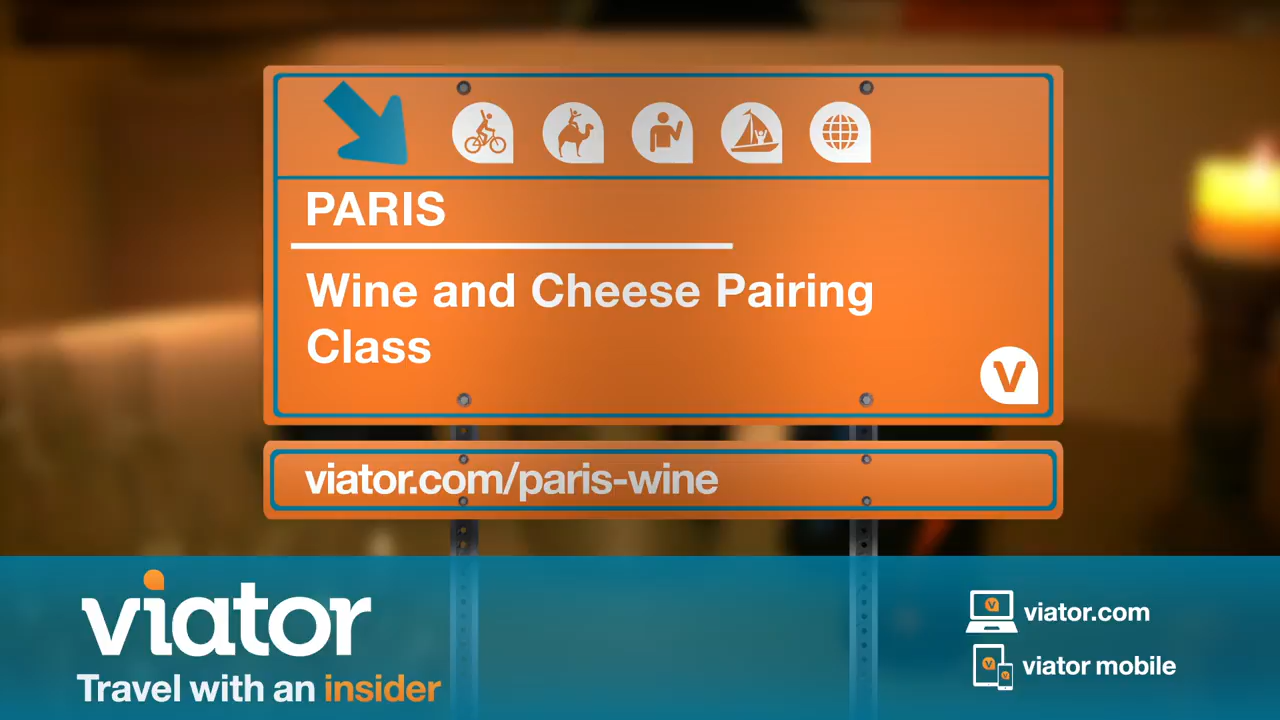 PARIS
Wine and Cheese Pairing
Class
V
viator.com/paris-wine
viator
Travel with an insider
viator.com
viator mobile